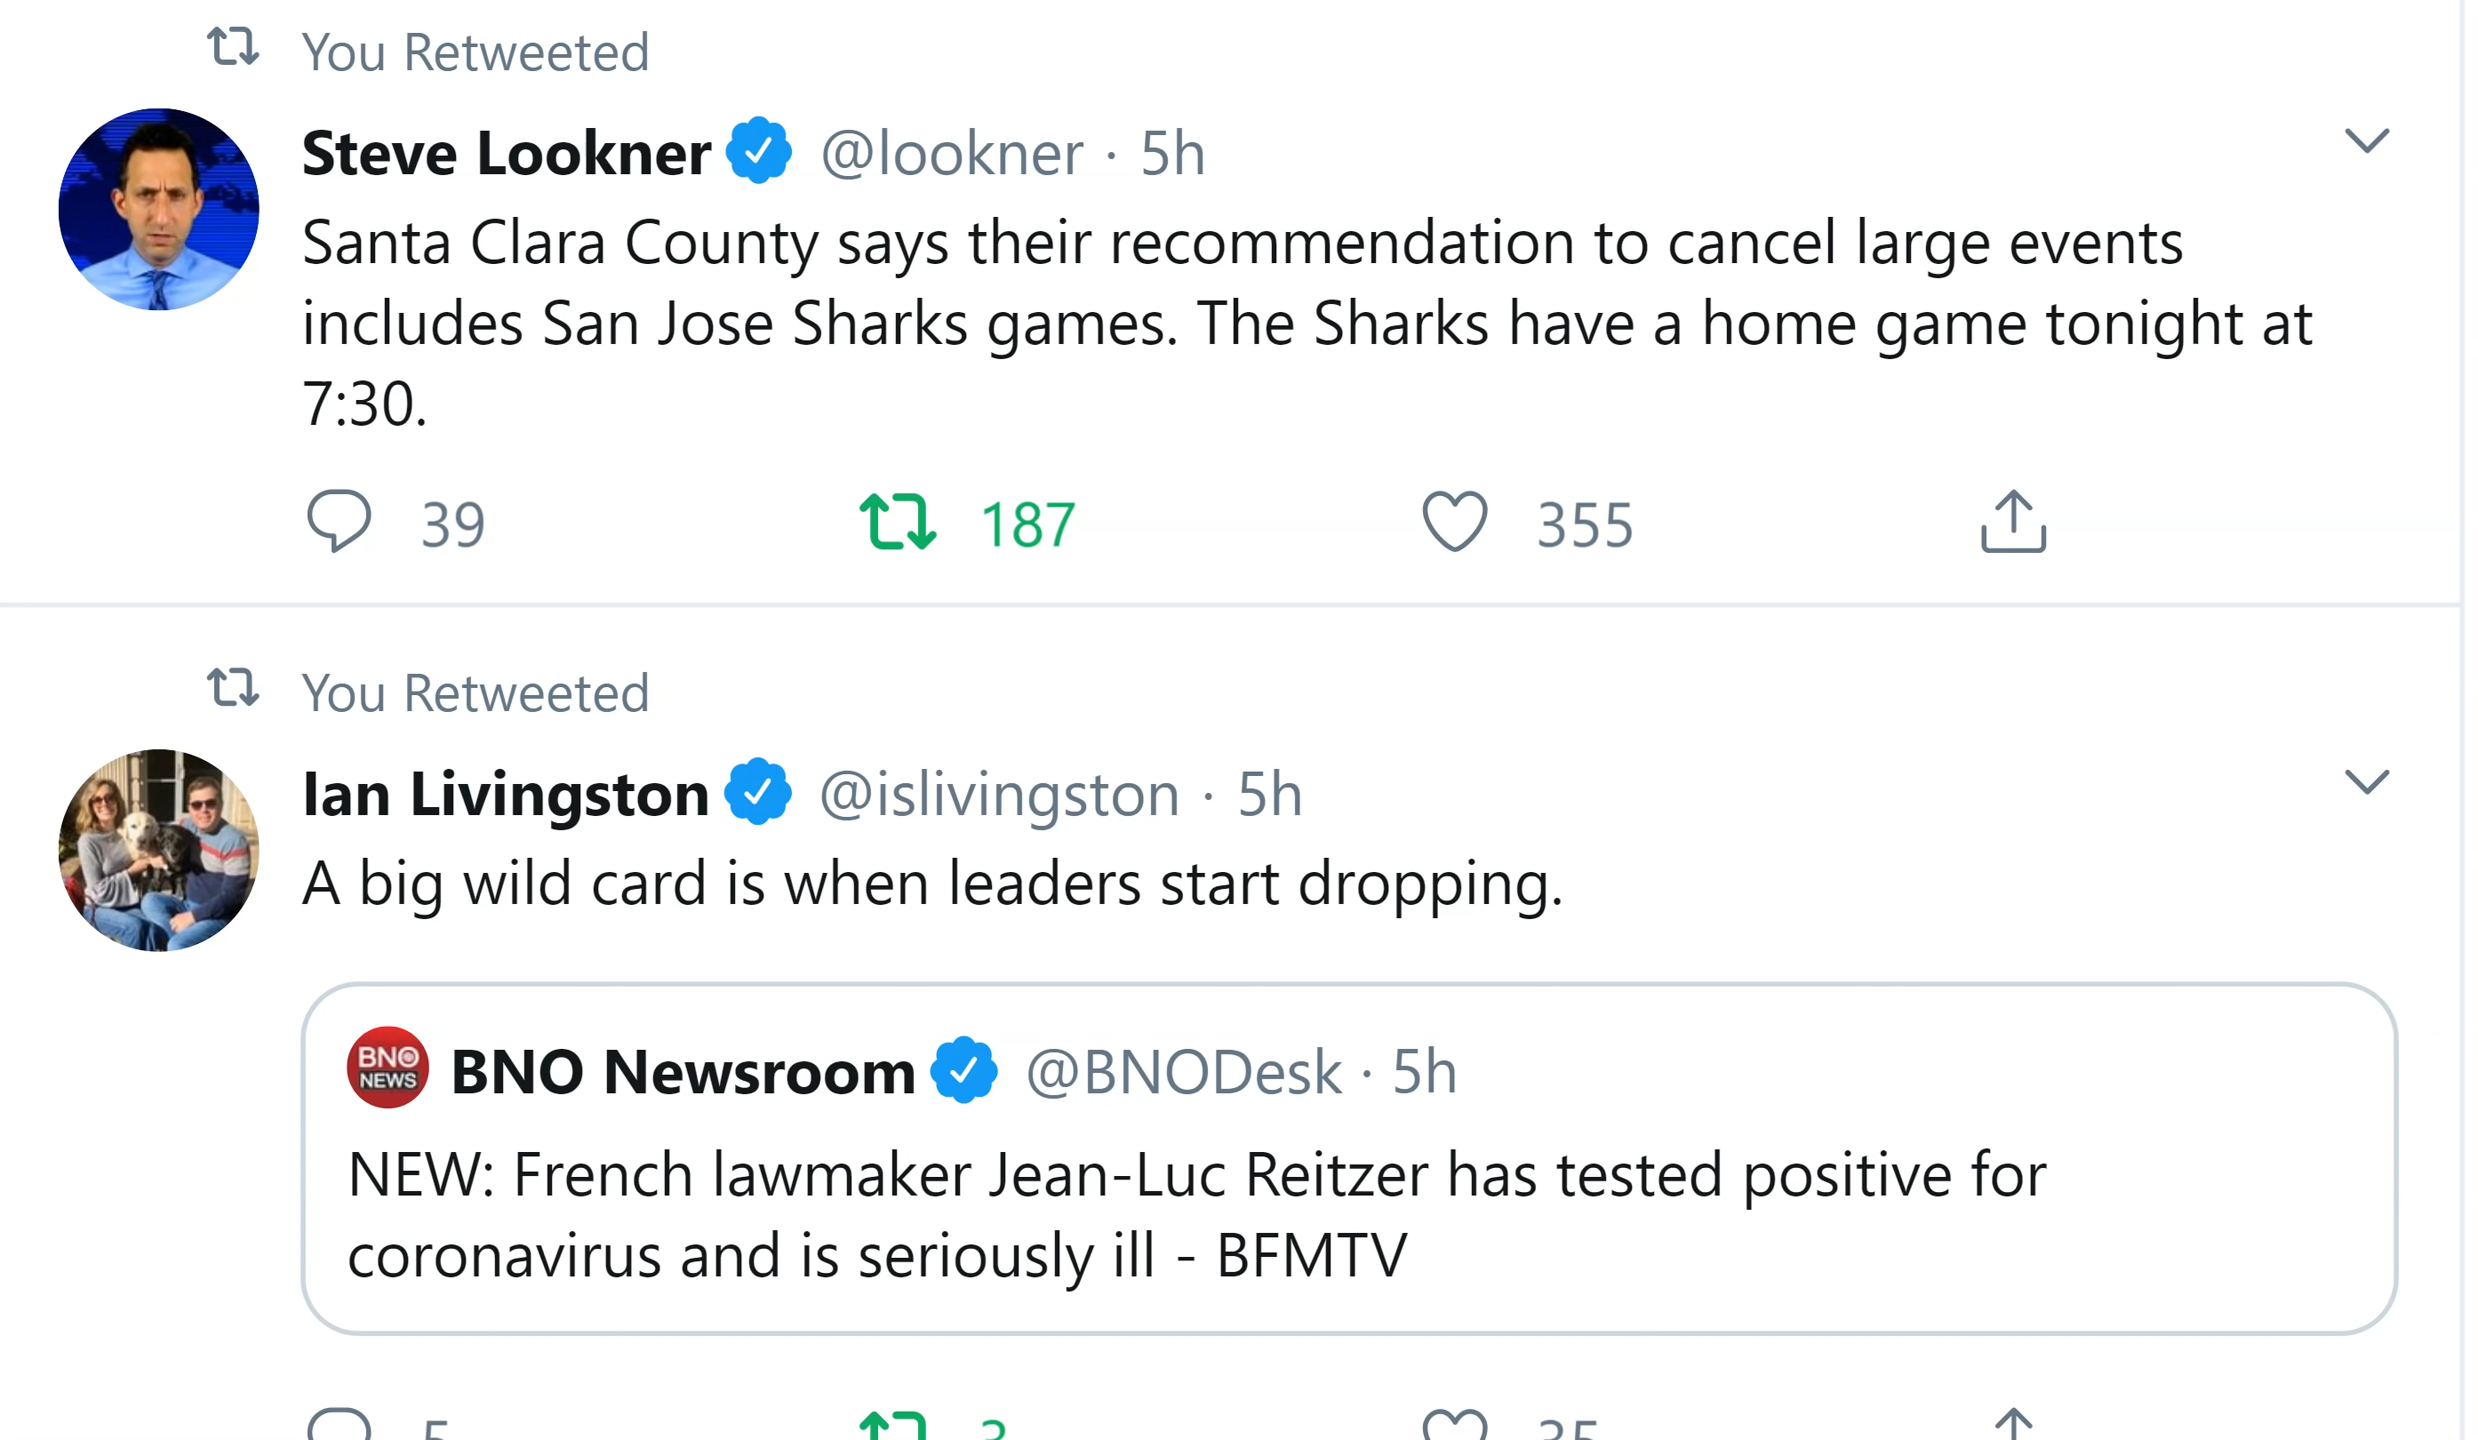 You Retweeted
Steve Lookner @lookner · 5h
Santa Clara County says their recommendation to cancel large events
includes San Jose Sharks games. The Sharks have a home game tonight at
7:30.
39 187 355
You Retweeted
Ian Livingston @islivingston · 5h
A big wild card is when leaders start dropping.
BNO NEWS BNO Newsroom @BNODesk · 5h
NEW: French lawmaker Jean-Luc Reitzer has tested positive for
coronavirus and is seriously ill - BFMTV
5 3 35